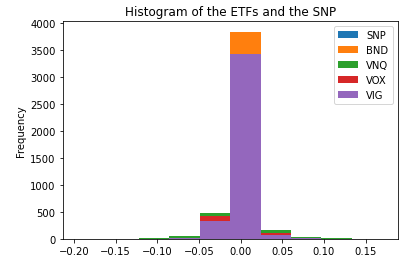 Histogram of the ETFs and the SNP
4000
3500
3000
2500
2000
1500
1000
500
0
Frequency
SNP
BND
VNQ
VOX
VIG
−0.20 −0.15 −0.10 −0.05 0.00 0.05 0.10 0.15